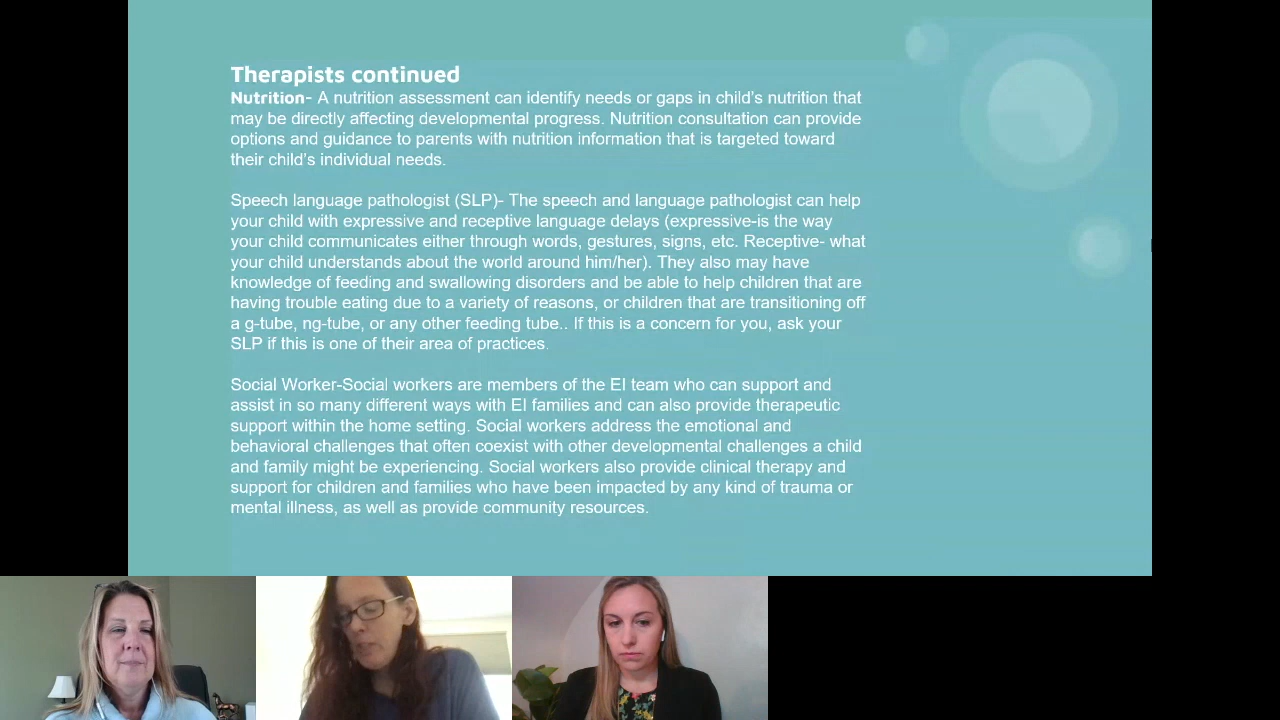 Therapists continued
Nutrition- A nutrition assessment can identify needs or gaps in child's nutrition that
may be directly affecting developmental progress. Nutrition consultation can provide
options and guidance to parents with nutrition information that is targeted toward
their child's individual needs.
Speech language pathologist (SLP)- The speech and language pathologist can help
your child with expressive and receptive language delays (expressive-is the way
your child communicates either through words, gestures, signs, etc. Receptive- what
your child understands about the world around him/her). They also may have
knowledge of feeding and swallowing disorders and be able to help children that are
having trouble eating due to a variety of reasons, or children that are transitioning off
a g-tube, ng-tube, or any other feeding tube.. If this is a concern for you, ask your
SLP if this is one of their area of practices.
Social Worker-Social workers are members of the EI team who can support and
assist in so many different ways with EI families and can also provide therapeutic
support within the home setting. Social workers address the emotional and
behavioral challenges that often coexist with other developmental challenges a child
and family might be experiencing. Social workers also provide clinical therapy and
support for children and families who have been impacted by any kind of trauma or
mental illness, as well as provide community resources.